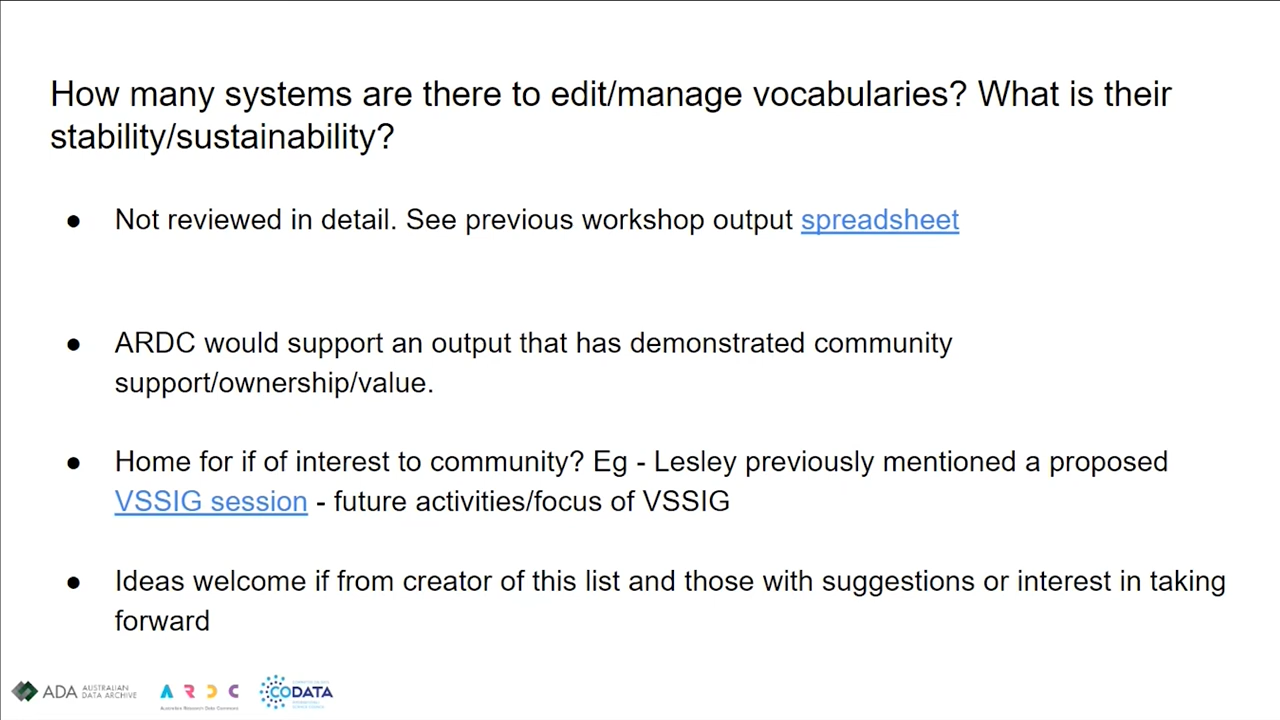 How many systems are there to edit/manage vocabularies? What is their
stability/sustainability?
● Not reviewed in detail. See previous workshop output spreadsheet
● ARDC would support an output that has demonstrated community
support/ownership/value.
● Home for if of interest to community? Eg - Lesley previously mentioned a proposed
VSSIG session - future activities/focus of VSSIG
● Ideas welcome if from creator of this list and those with suggestions or interest in taking
forward
ADA AUSTRALIAN
DATA ARCHIVE
ARDC
Australian Research Data Commons
CODATA